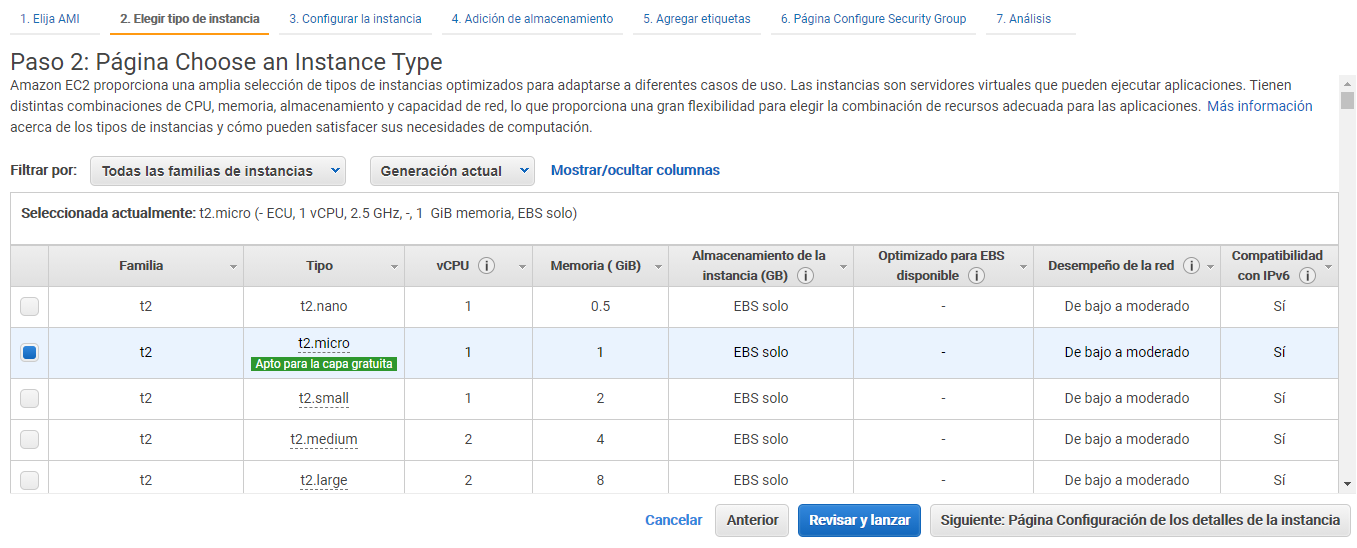 1. Elija AMI 2. Elegir tipo de instancia 3. Configurar la instancia 4. Adición de almacenamiento 5. Agregar etiquetas 6. Página Configure Security Group 7. Análisis
Paso 2: Página Choose an Instance Type
Amazon EC2 proporciona una amplia selección de tipos de instancias optimizados para adaptarse a diferentes casos de uso. Las instancias son servidores virtuales que pueden ejecutar aplicaciones. Tienen
distintas combinaciones de CPU, memoria, almacenamiento y capacidad de red, lo que proporciona una gran flexibilidad para elegir la combinación de recursos adecuada para las aplicaciones. Más información
acerca de los tipos de instancias y cómo pueden satisfacer sus necesidades de computación.
Filtrar por: Todas las familias de instancias Generación actual Mostrar/ocultar columnas
Seleccionada actualmente: t2.micro (- ECU, 1 vCPU, 2.5 GHz, -, 1 GiB memoria, EBS solo)
Familia Tipo vCPU Memoria ( GiB) Almacenamiento de la instancia (GB) Optimizado para EBS disponible Desempeño de la red Compatibilidad con IPv6
t2 t2.nano 1 0.5 EBS solo - De bajo a moderado Sí
t2 t2.micro Apto para la capa gratuita 1 1 EBS solo - De bajo a moderado Sí
t2 t2.small 1 2 EBS solo - De bajo a moderado Sí
t2 t2.medium 2 4 EBS solo - De bajo a moderado Sí
t2 t2.large 2 8 EBS solo - De bajo a moderado Sí
Cancelar Anterior Revisar y lanzar Siguiente: Página Configuración de los detalles de la instancia